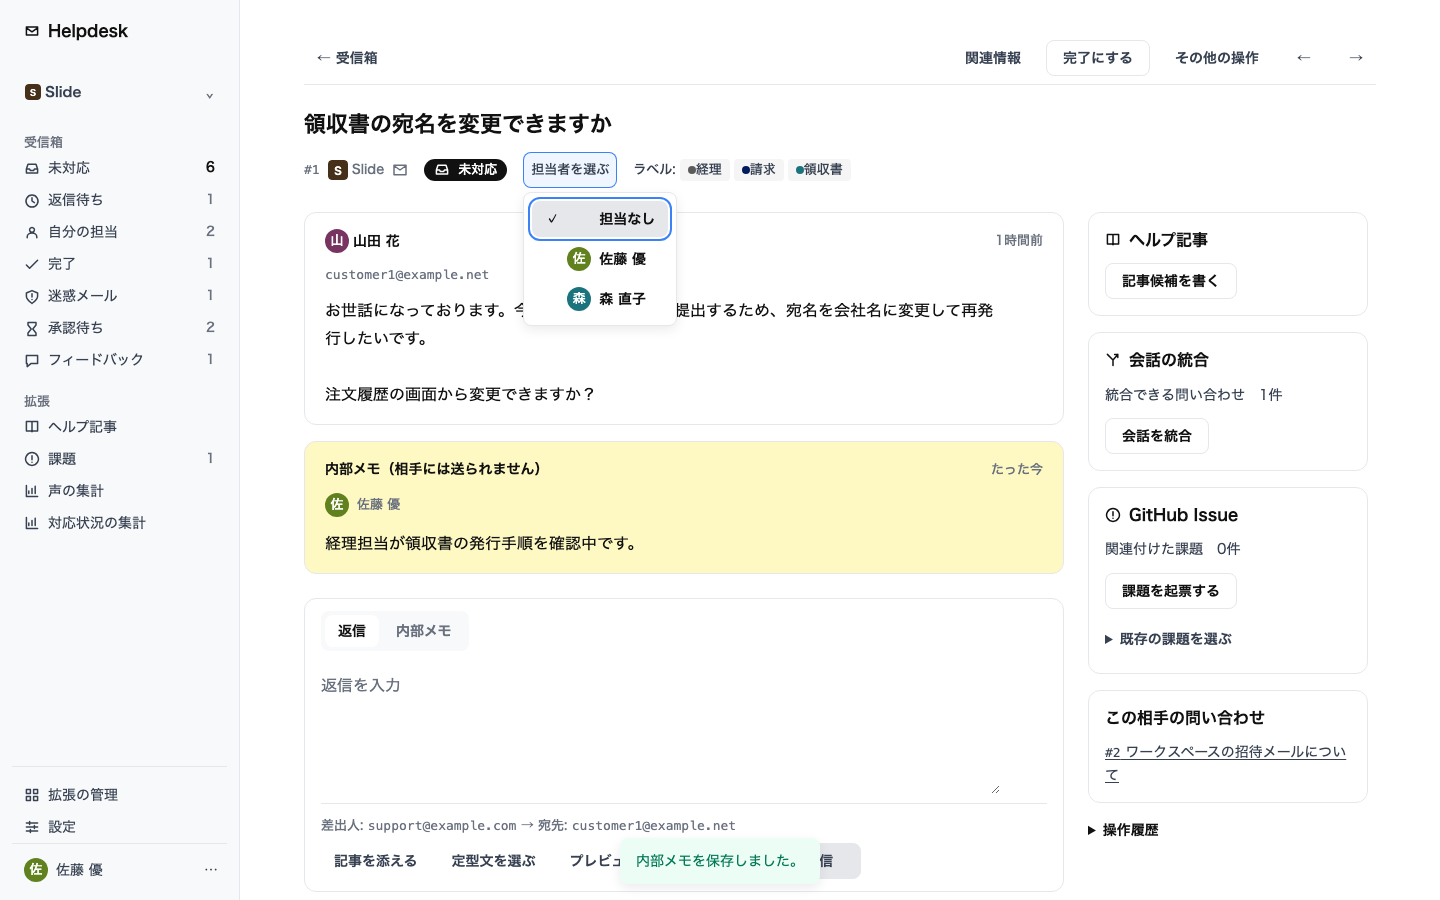 Helpdesk
S Slide
受信箱
未対応 6
返信待ち 1
自分の担当 2
完了 1
迷惑メール 1
承認待ち 2
フィードバック 1
拡張
ヘルプ記事
課題 1
声の集計
対応状況の集計
拡張の管理
設定
佐 佐藤 優 ...
← 受信箱
関連情報 完了にする その他の操作 ← →
領収書の宛名を変更できますか
#1 S Slide 未対応 担当者を選ぶ ラベル: 経理 請求 領収書
✓ 担当なし
佐 佐藤 優
森 森 直子
山 山田 花 1時間前
customer1@example.net
お世話になっております。 提出するため、宛名を会社名に変更して再発
行したいです。
注文履歴の画面から変更できますか？
内部メモ（相手には送られません） たった今
佐 佐藤 優
経理担当が領収書の発行手順を確認中です。
返信 内部メモ
返信を入力
差出人: support@example.com → 宛先: customer1@example.net
記事を添える 定型文を選ぶ プレビュ 信
内部メモを保存しました。
ヘルプ記事
記事候補を書く
会話の統合
統合できる問い合わせ 1件
会話を統合
GitHub Issue
関連付けた課題 0件
課題を起票する
▶ 既存の課題を選ぶ
この相手の問い合わせ
#2 ワークスペースの招待メールについ
て
▶ 操作履歴